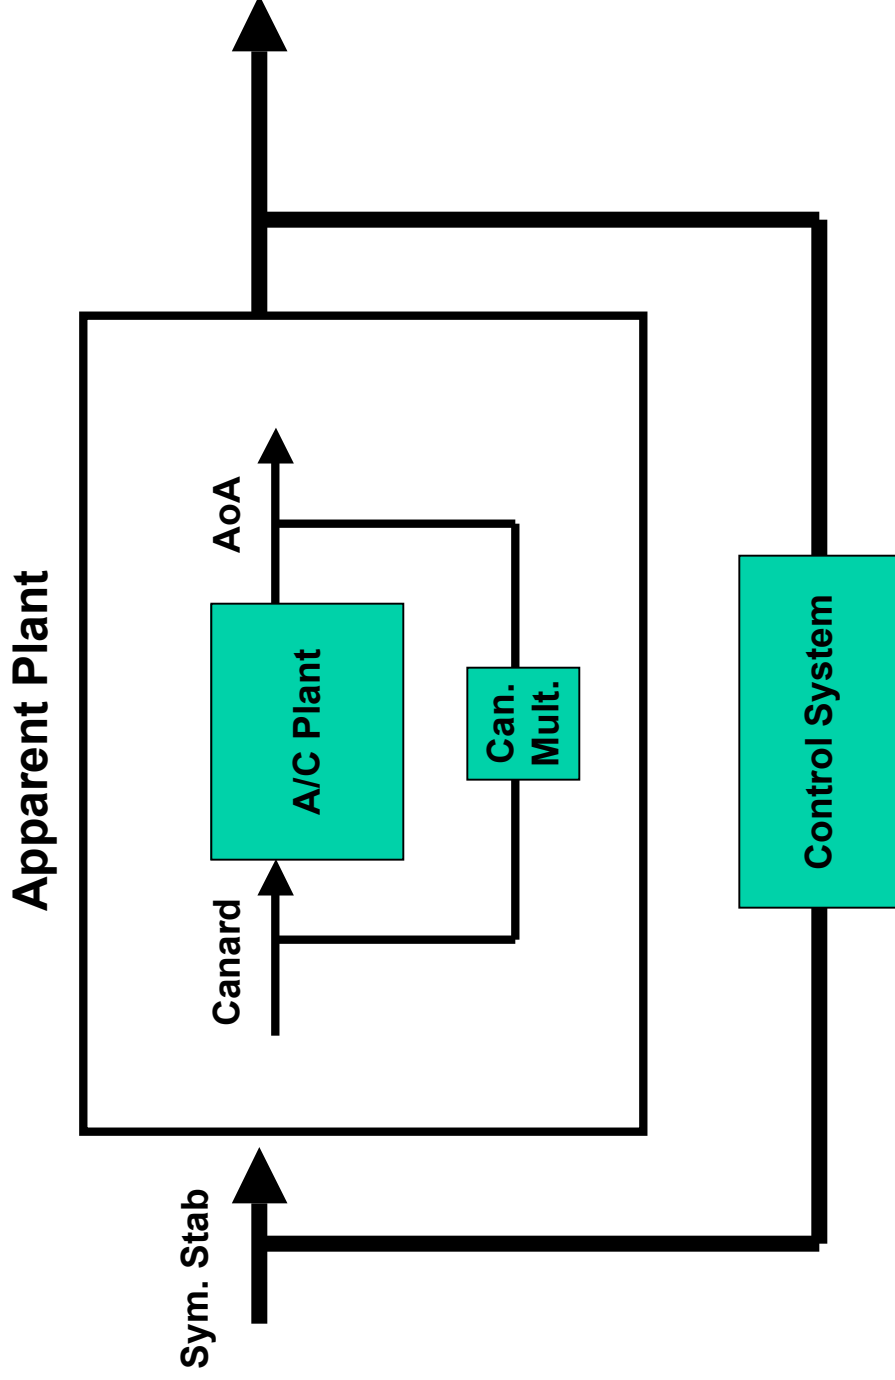 Apparent Plant
Sym. Stab
Canard
A/C Plant
AoA
Can.
Mult.
Control System